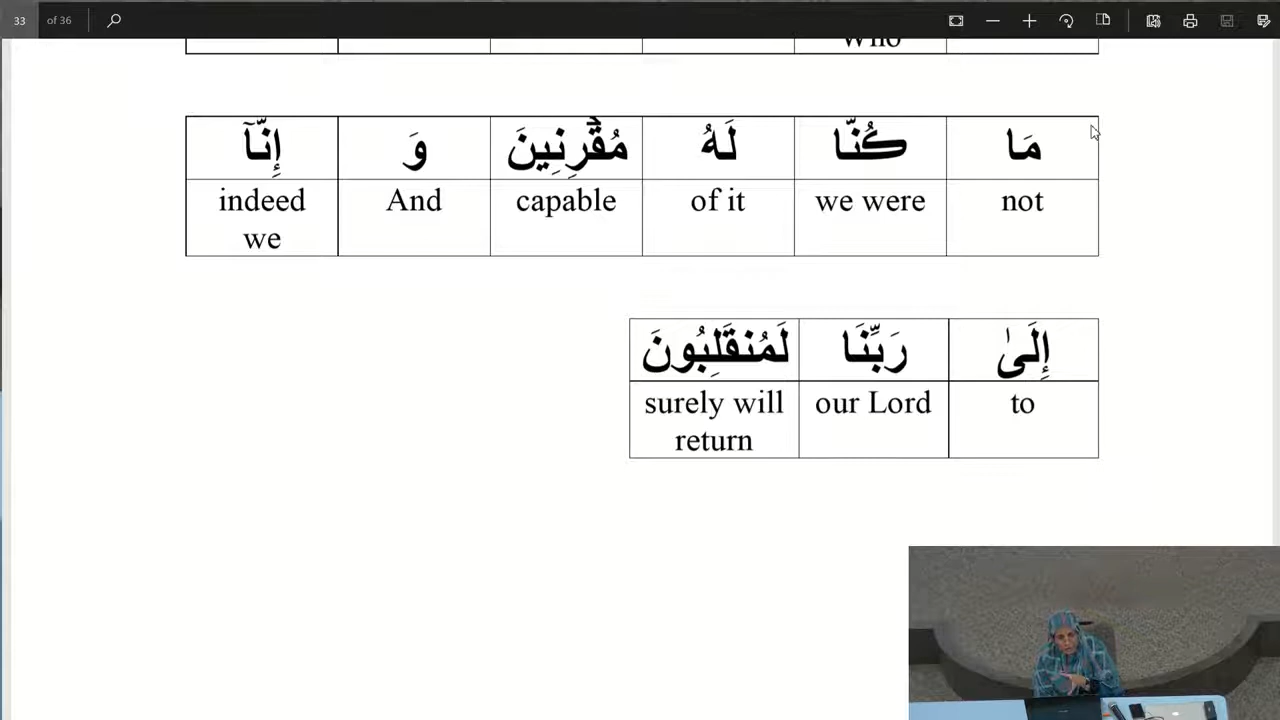 33 of 36
Who
مَا كُنَّا لَهُ مُقْرِنِينَ وَ إِنَّآ
not we were of it capable And indeed we
إِلَىٰ رَبِّنَا لَمُنقَلِبُونَ
to our Lord surely will return